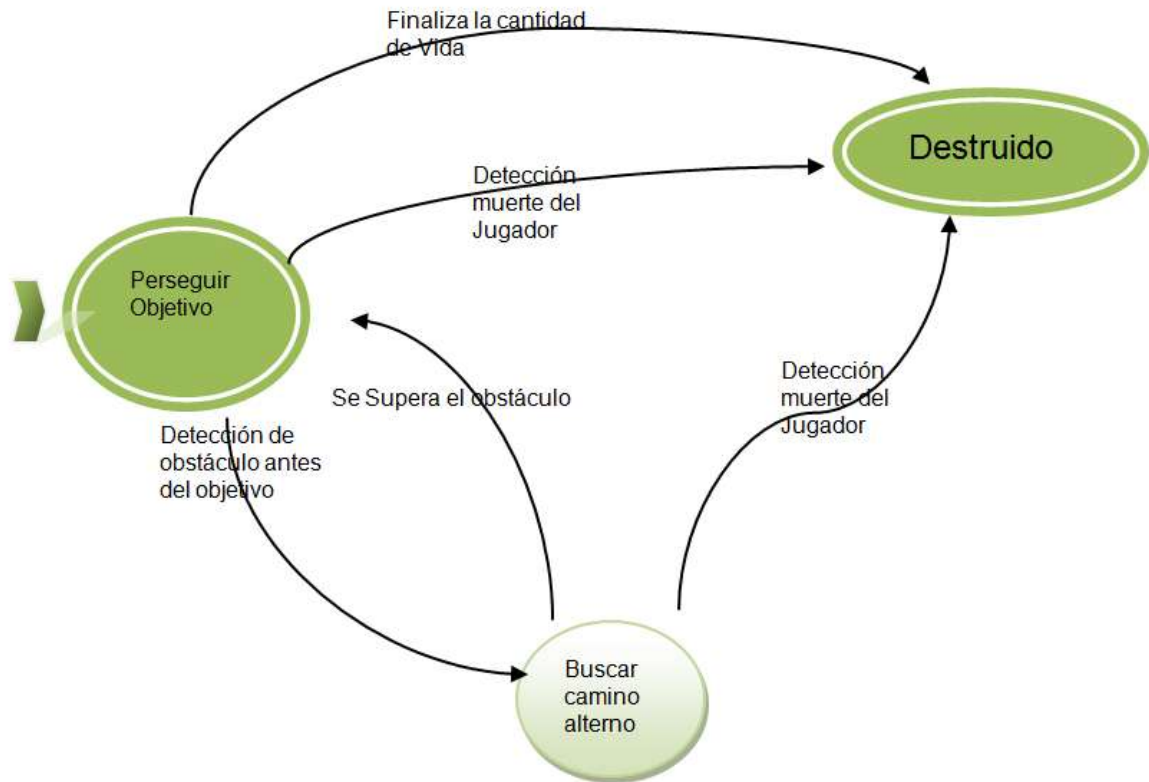 Finaliza la cantidad
de Vida
Destruido
Detección
muerte del
Jugador
Perseguir
Objetivo
Se Supera el obstáculo
Detección
muerte del
Jugador
Detección de
obstáculo antes
del objetivo
Buscar
camino
alterno